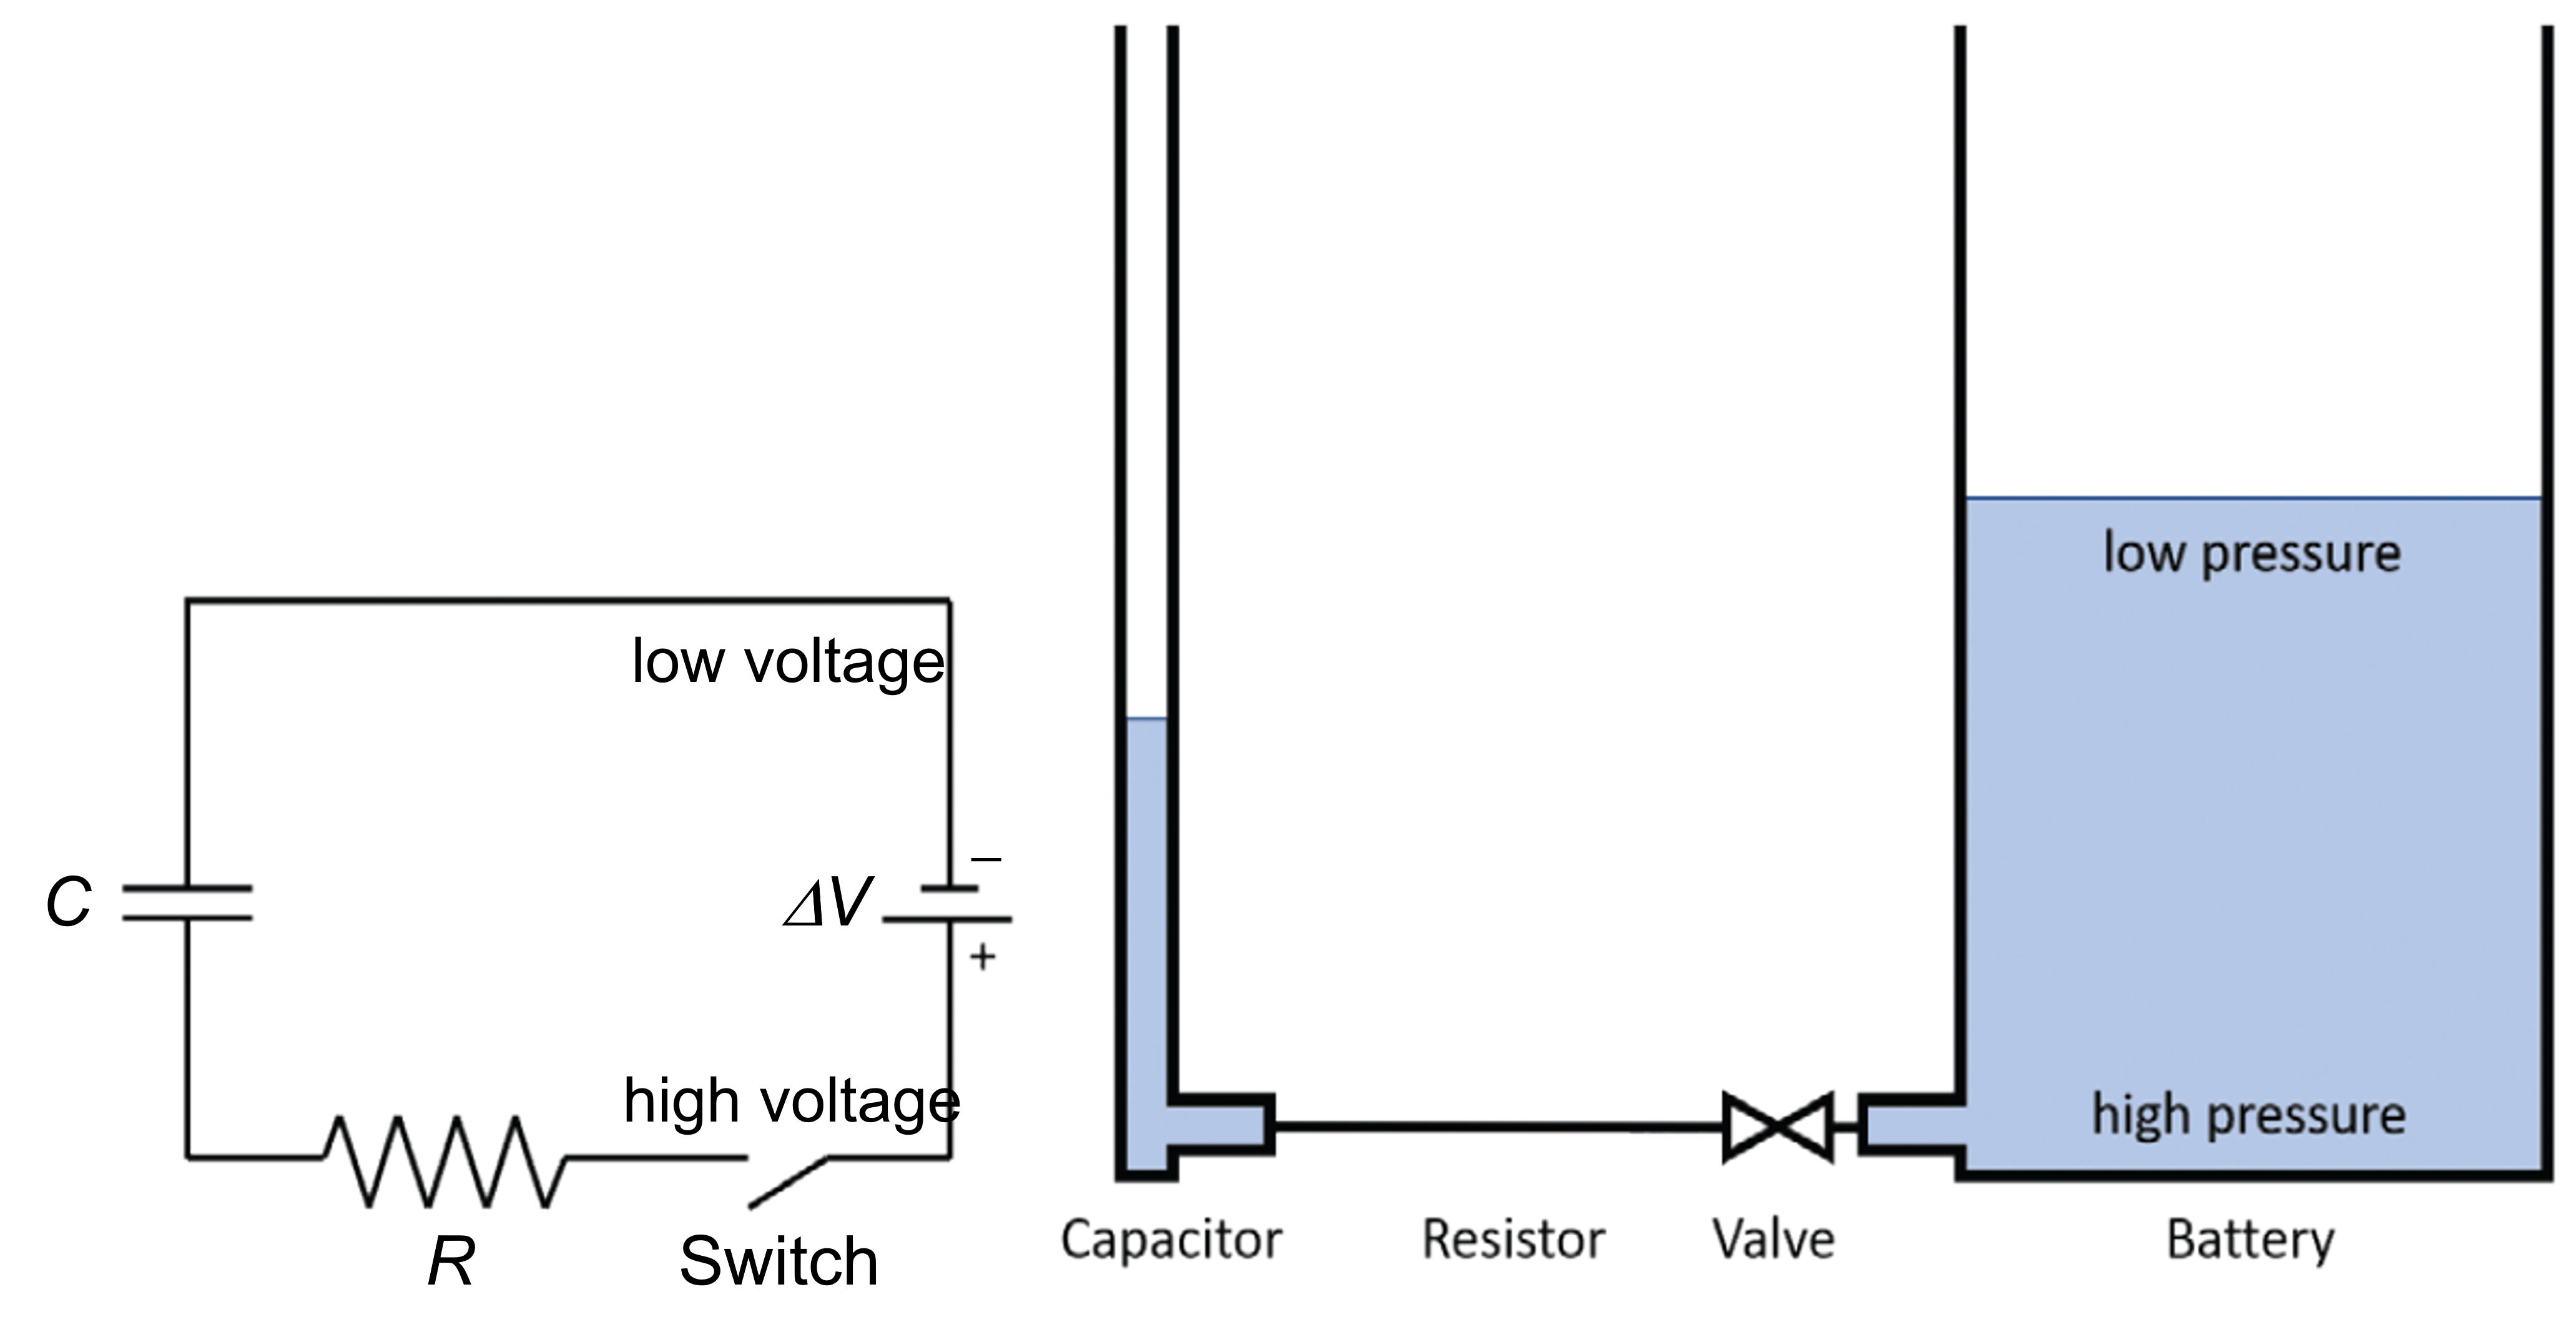 low voltage
C
ΔV
−
+
high voltage
R
Switch
low pressure
high pressure
Capacitor
Resistor
Valve
Battery